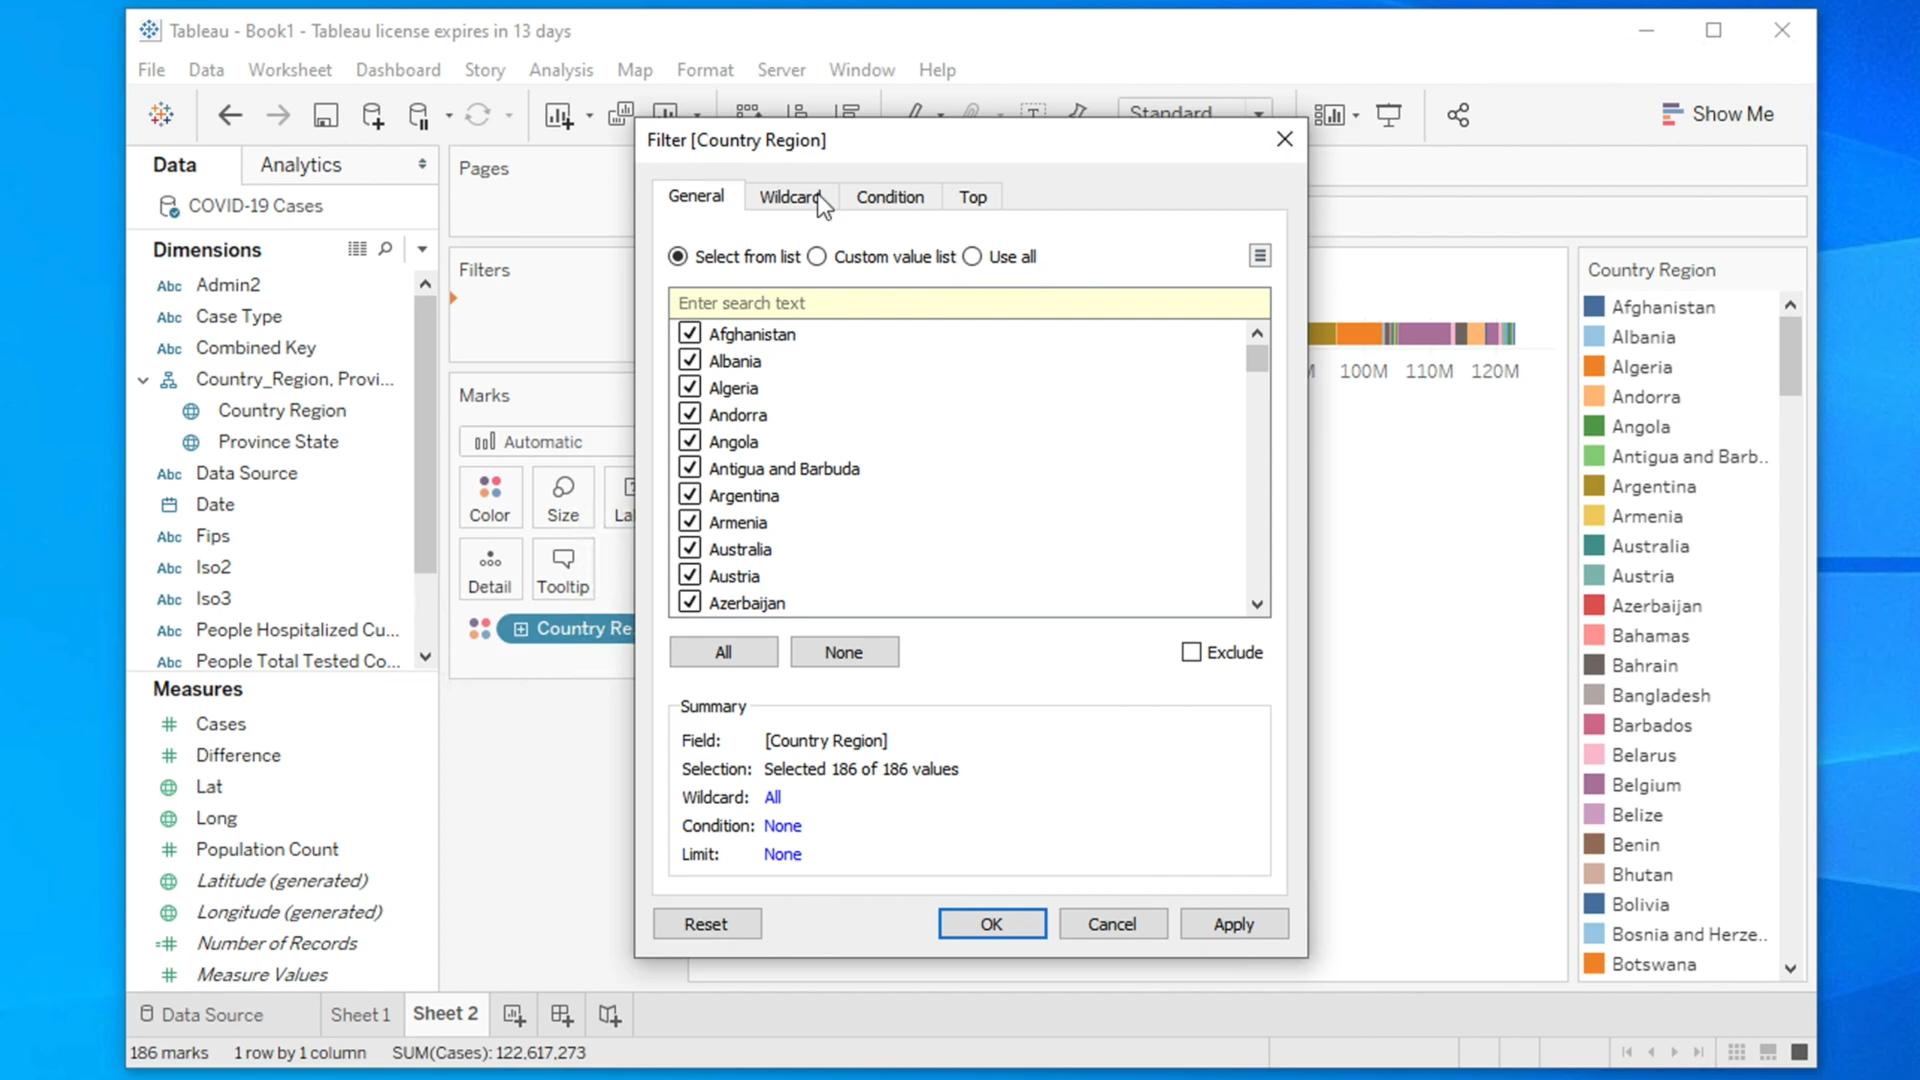 Tableau - Book1 - Tableau license expires in 13 days
File Data Worksheet Dashboard Story Analysis Map Format Server Window Help
Standard
Show Me
Data
Analytics
COVID-19 Cases
Dimensions
Admin2
Case Type
Combined Key
Country_Region, Provi...
Country Region
Province State
Data Source
Date
Fips
Iso2
Iso3
People Hospitalized Cu...
People Total Tested Co...
Abc
Abc
Abc
Abc
Abc
Abc
Abc
Abc
Abc
Measures
Cases
Difference
Lat
Long
Population Count
Latitude (generated)
Longitude (generated)
Number of Records
Measure Values
Pages
Filters
Marks
Automatic
Color
Size
Detail
Tooltip
Filter [Country Region]
General
Wildcard
Condition
Top
Select from list
Custom value list
Use all
Enter search text
Afghanistan
Albania
Algeria
Andorra
Angola
Antigua and Barbuda
Argentina
Armenia
Australia
Austria
Azerbaijan
All
None
Exclude
Summary
Field: [Country Region]
Selection: Selected 186 of 186 values
Wildcard: All
Condition: None
Limit: None
Reset
OK
Cancel
Apply
100M 110M 120M
Country Region
Afghanistan
Albania
Algeria
Andorra
Angola
Antigua and Barb..
Argentina
Armenia
Australia
Austria
Azerbaijan
Bahamas
Bahrain
Bangladesh
Barbados
Belarus
Belgium
Belize
Benin
Bhutan
Bolivia
Bosnia and Herze..
Botswana
Data Source
Sheet 1
Sheet 2
186 marks 1 row by 1 column SUM(Cases): 122,617,273